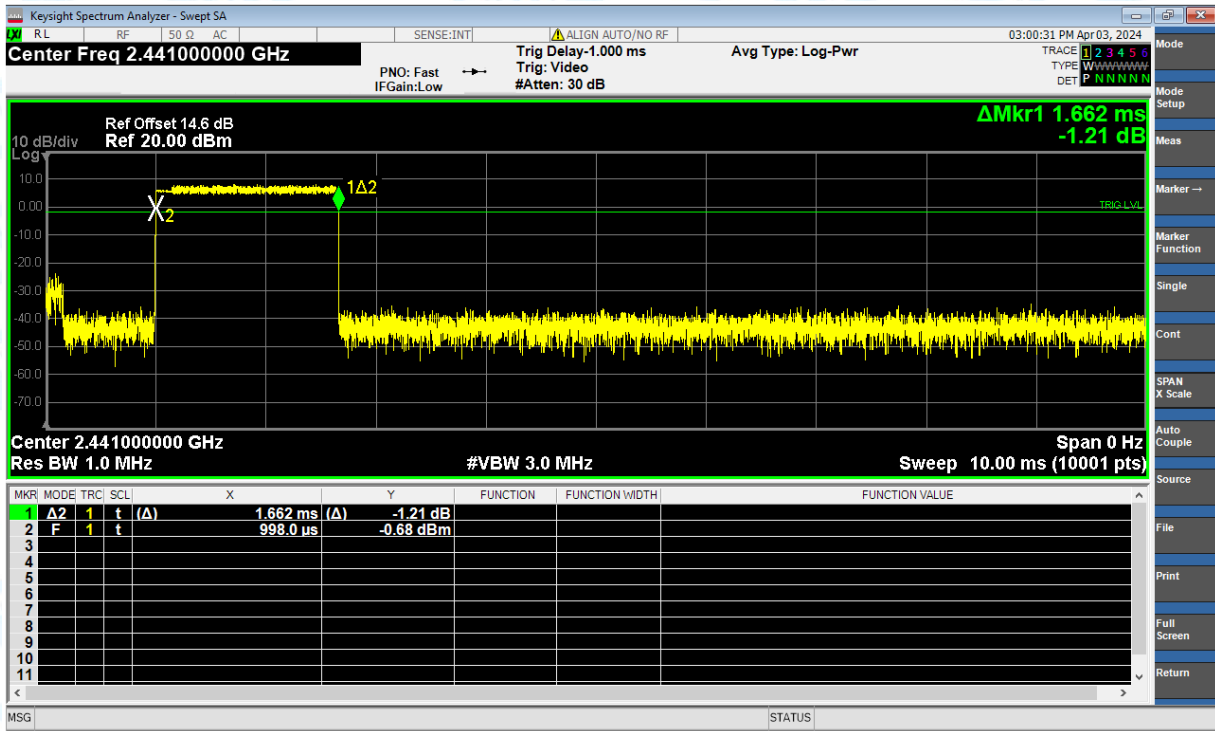 Keysight Spectrum Analyzer - Swept SA
LXI RL RF 50 Ω AC SENSE:INT ALIGN AUTO/NO RF 03:00:31 PM Apr 03, 2024
Center Freq 2.441000000 GHz
PNO: Fast
IFGain:Low
Trig Delay-1.000 ms
Trig: Video
#Atten: 30 dB
Avg Type: Log-Pwr
TRACE 1 2 3 4 5 6
TYPE WWWWWW
DET P N N N N N
ΔMkr1 1.662 ms
-1.21 dB
Ref Offset 14.6 dB
10 dB/div Ref 20.00 dBm
Log
10.0
0.00
-10.0
-20.0
-30.0
-40.0
-50.0
-60.0
-70.0
1Δ2
X2
TRIG LVL
Center 2.441000000 GHz Span 0 Hz
Res BW 1.0 MHz #VBW 3.0 MHz Sweep 10.00 ms (10001 pts)
MKR MODE TRC SCL X Y FUNCTION FUNCTION WIDTH FUNCTION VALUE
1 Δ2 1 t (Δ) 1.662 ms (Δ) -1.21 dB
2 F 1 t 998.0 µs -0.68 dBm
3
4
5
6
7
8
9
10
11
MSG STATUS
Mode
Mode
Setup
Meas
Marker→
Marker
Function
Single
Cont
SPAN
X Scale
Auto
Couple
Source
File
Print
Full
Screen
Return